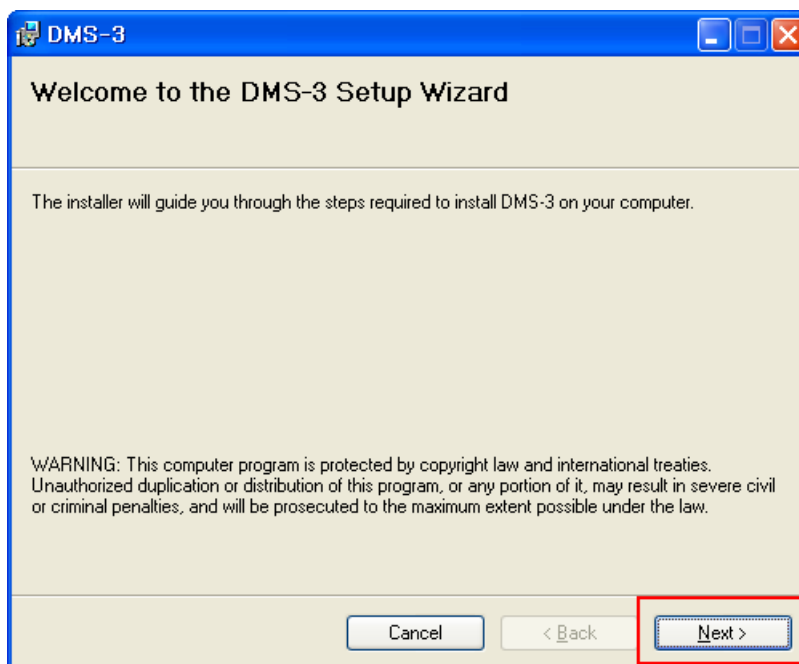 DMS-3
Welcome to the DMS-3 Setup Wizard
The installer will guide you through the steps required to install DMS-3 on your computer.
WARNING: This computer program is protected by copyright law and international treaties.
Unauthorized duplication or distribution of this program, or any portion of it, may result in severe civil
or criminal penalties, and will be prosecuted to the maximum extent possible under the law.
Cancel < Back Next >